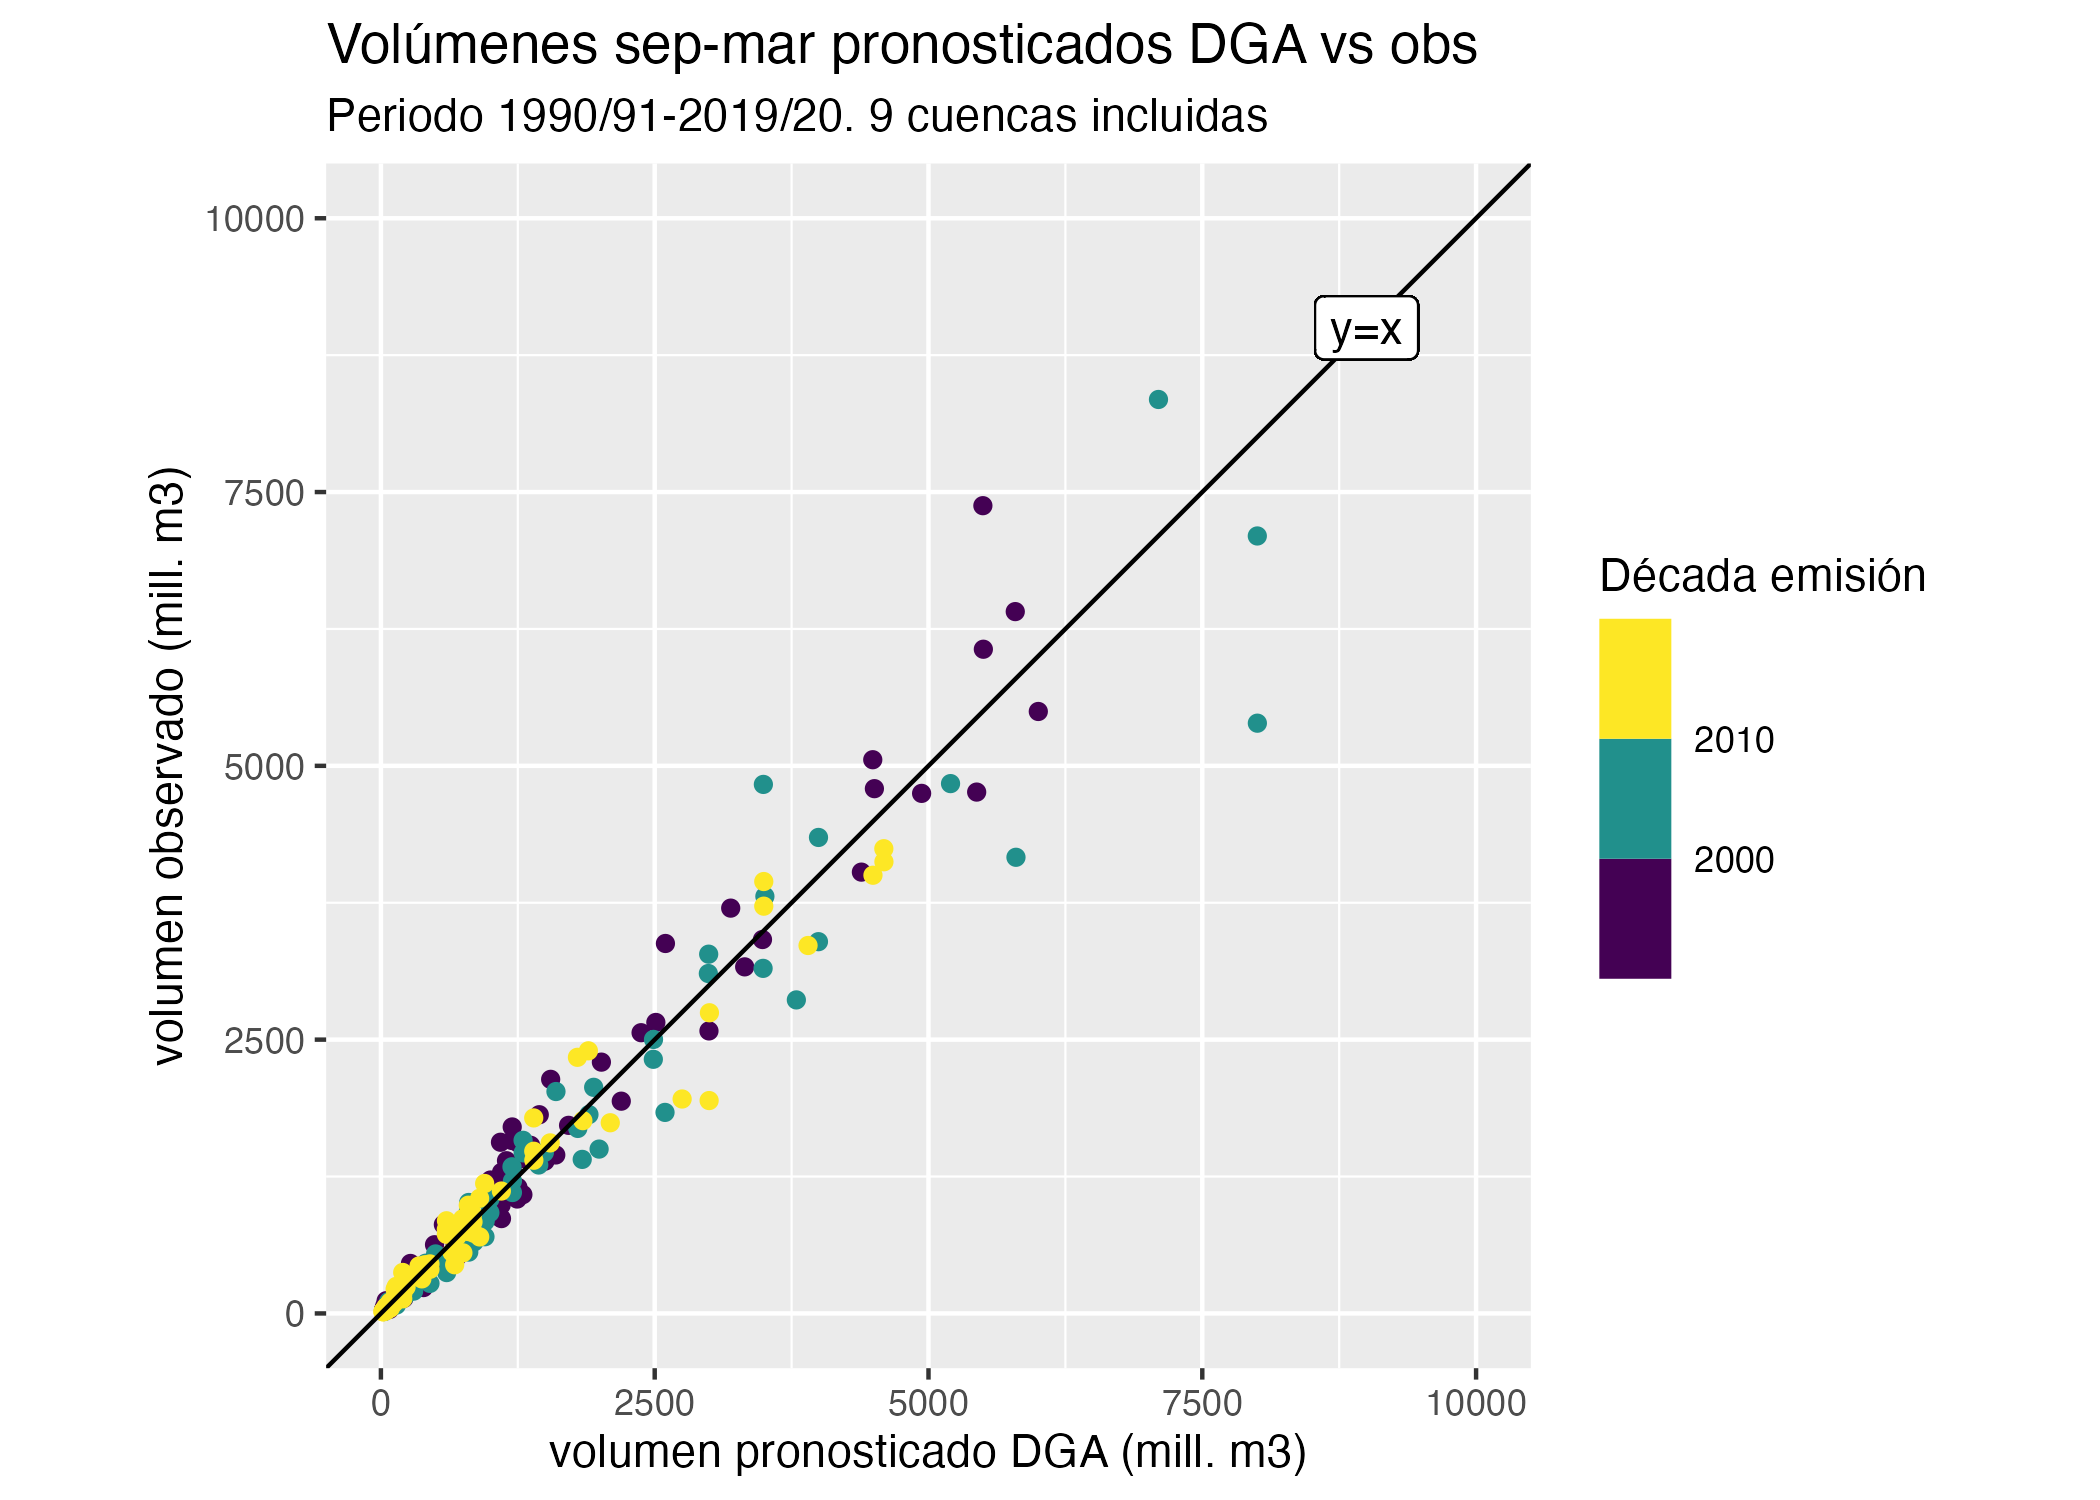 Volúmenes sep-mar pronosticados DGA vs obs
Periodo 1990/91-2019/20. 9 cuencas incluidas
volumen observado (mill. m3)
10000
7500
5000
2500
0
y=x
0 2500 5000 7500 10000
volumen pronosticado DGA (mill. m3)
Década emisión
2010
2000